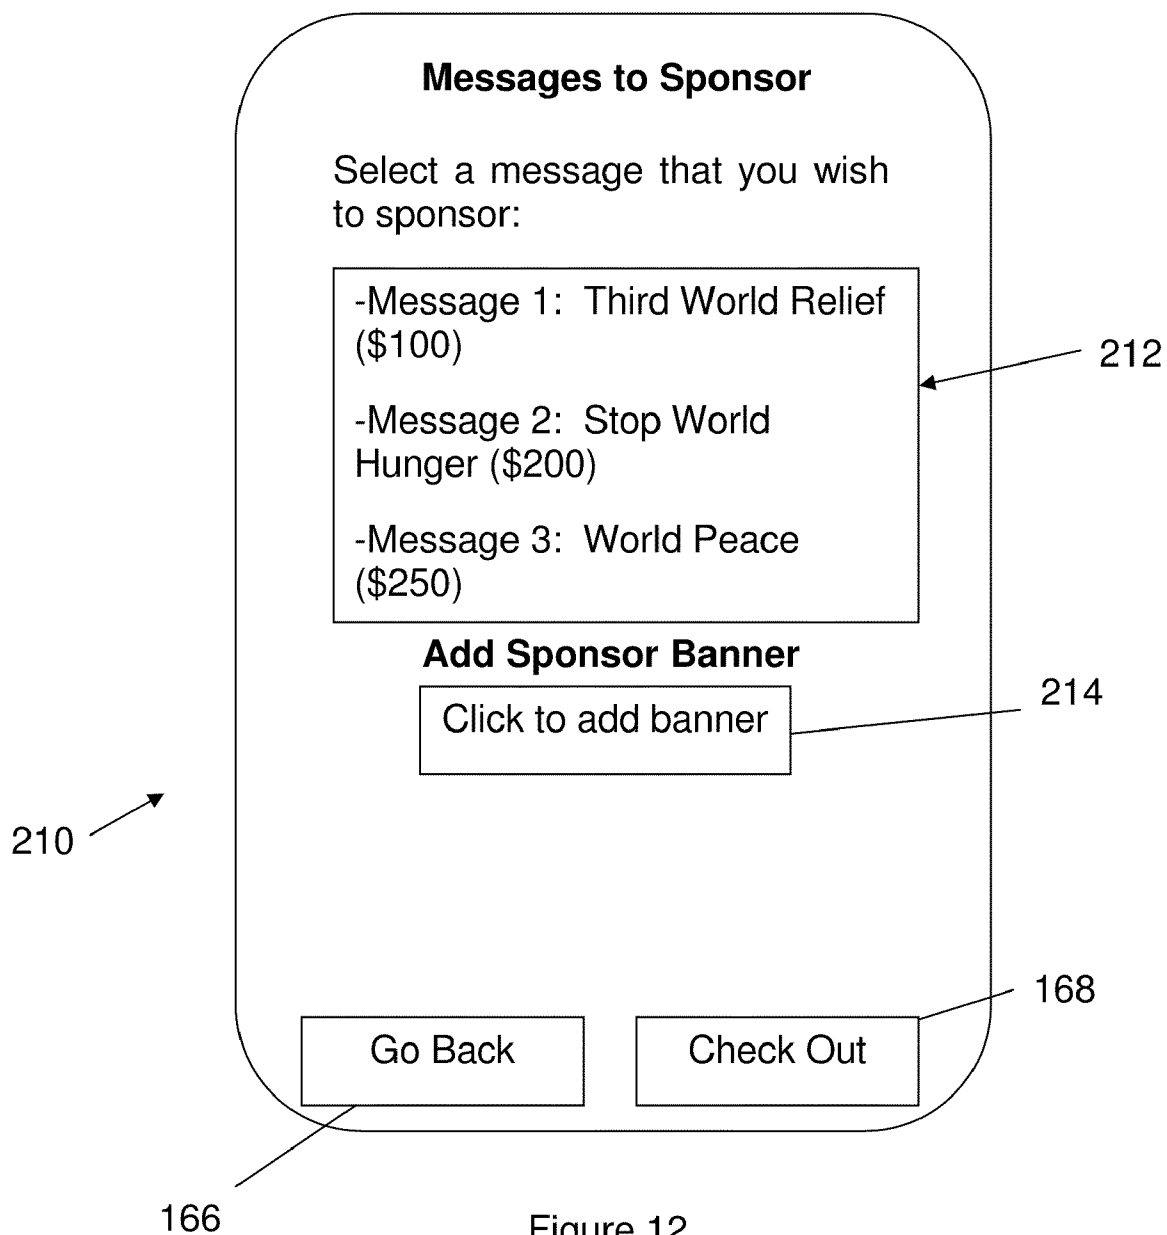 Messages to Sponsor
Select a message that you wish
to sponsor:
-Message 1:  Third World Relief
($100)
212
-Message 2:  Stop World
Hunger ($200)
-Message 3:  World Peace
($250)
Add Sponsor Banner
214
Click to add banner
210
168
Go Back
Check Out
166
Figure 12